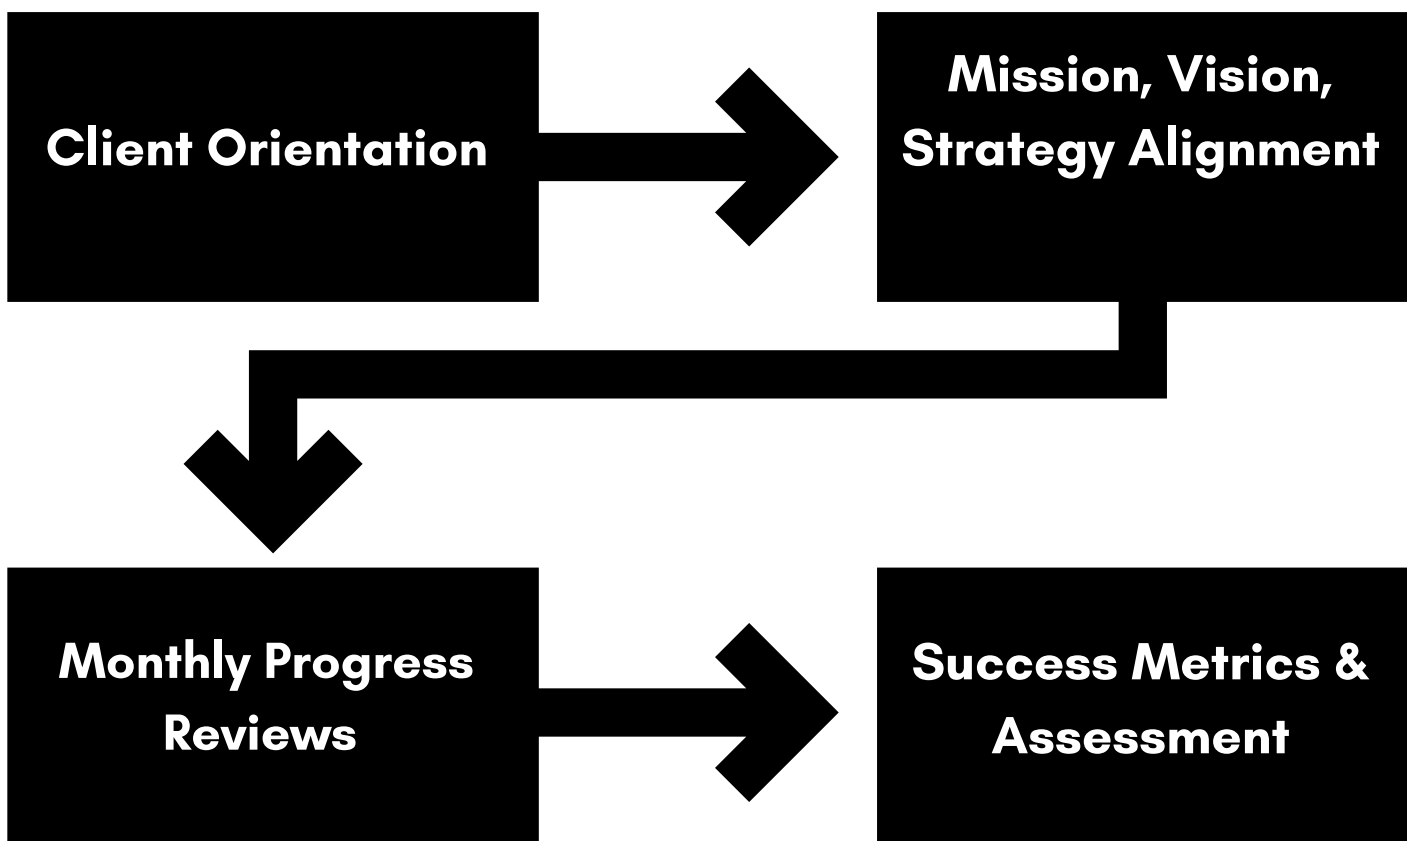 Client Orientation
Mission, Vision,
Strategy Alignment
Monthly Progress
Reviews
Success Metrics &
Assessment